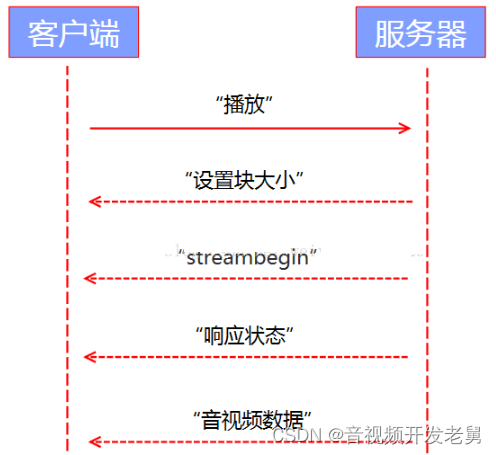 客户端
服务器
“播放”
“设置块大小”
“streambegin”
“响应状态”
“音视频数据”
CSDN @音视频开发老舅